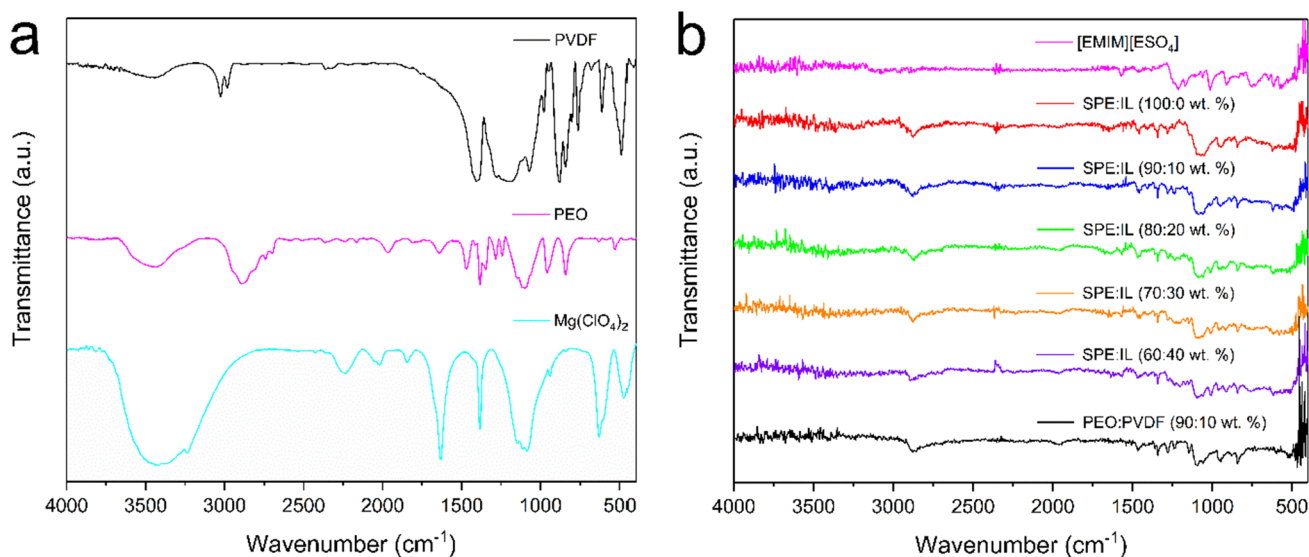 a
PVDF
PEO
Mg(ClO₄)₂
Transmittance (a.u.)
4000 3500 3000 2500 2000 1500 1000 500
Wavenumber (cm⁻¹)
b
[EMIM][ESO₄]
SPE:IL (100:0 wt. %)
SPE:IL (90:10 wt. %)
SPE:IL (80:20 wt. %)
SPE:IL (70:30 wt. %)
SPE:IL (60:40 wt. %)
PEO:PVDF (90:10 wt. %)
Transmittance (a.u.)
4000 3500 3000 2500 2000 1500 1000 500
Wavenumber (cm⁻¹)